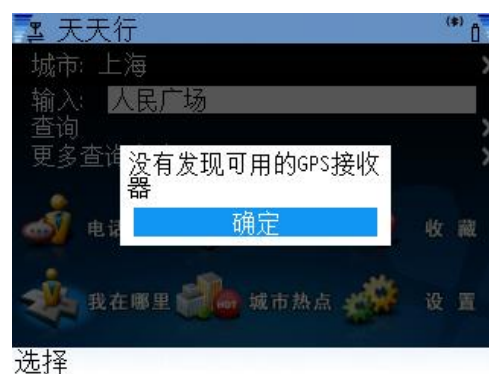 天天行
城市: 上海
输入: 人民广场
查询
更多查询
没有发现可用的GPS接收
器
确定
电话
收藏
我在哪里
HOT
城市热点
设置
选择